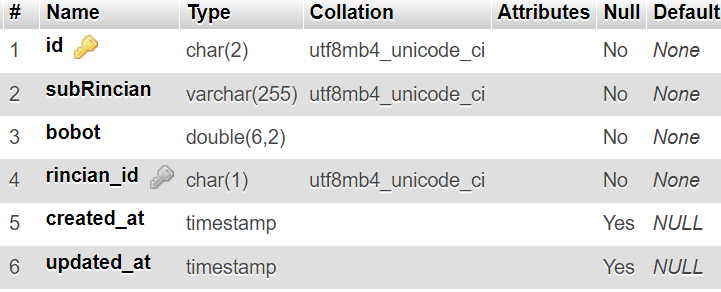 # Name Type Collation Attributes Null Default
1 id char(2) utf8mb4_unicode_ci No None
2 subRincian varchar(255) utf8mb4_unicode_ci No None
3 bobot double(6,2) No None
4 rincian_id char(1) utf8mb4_unicode_ci No None
5 created_at timestamp Yes NULL
6 updated_at timestamp Yes NULL